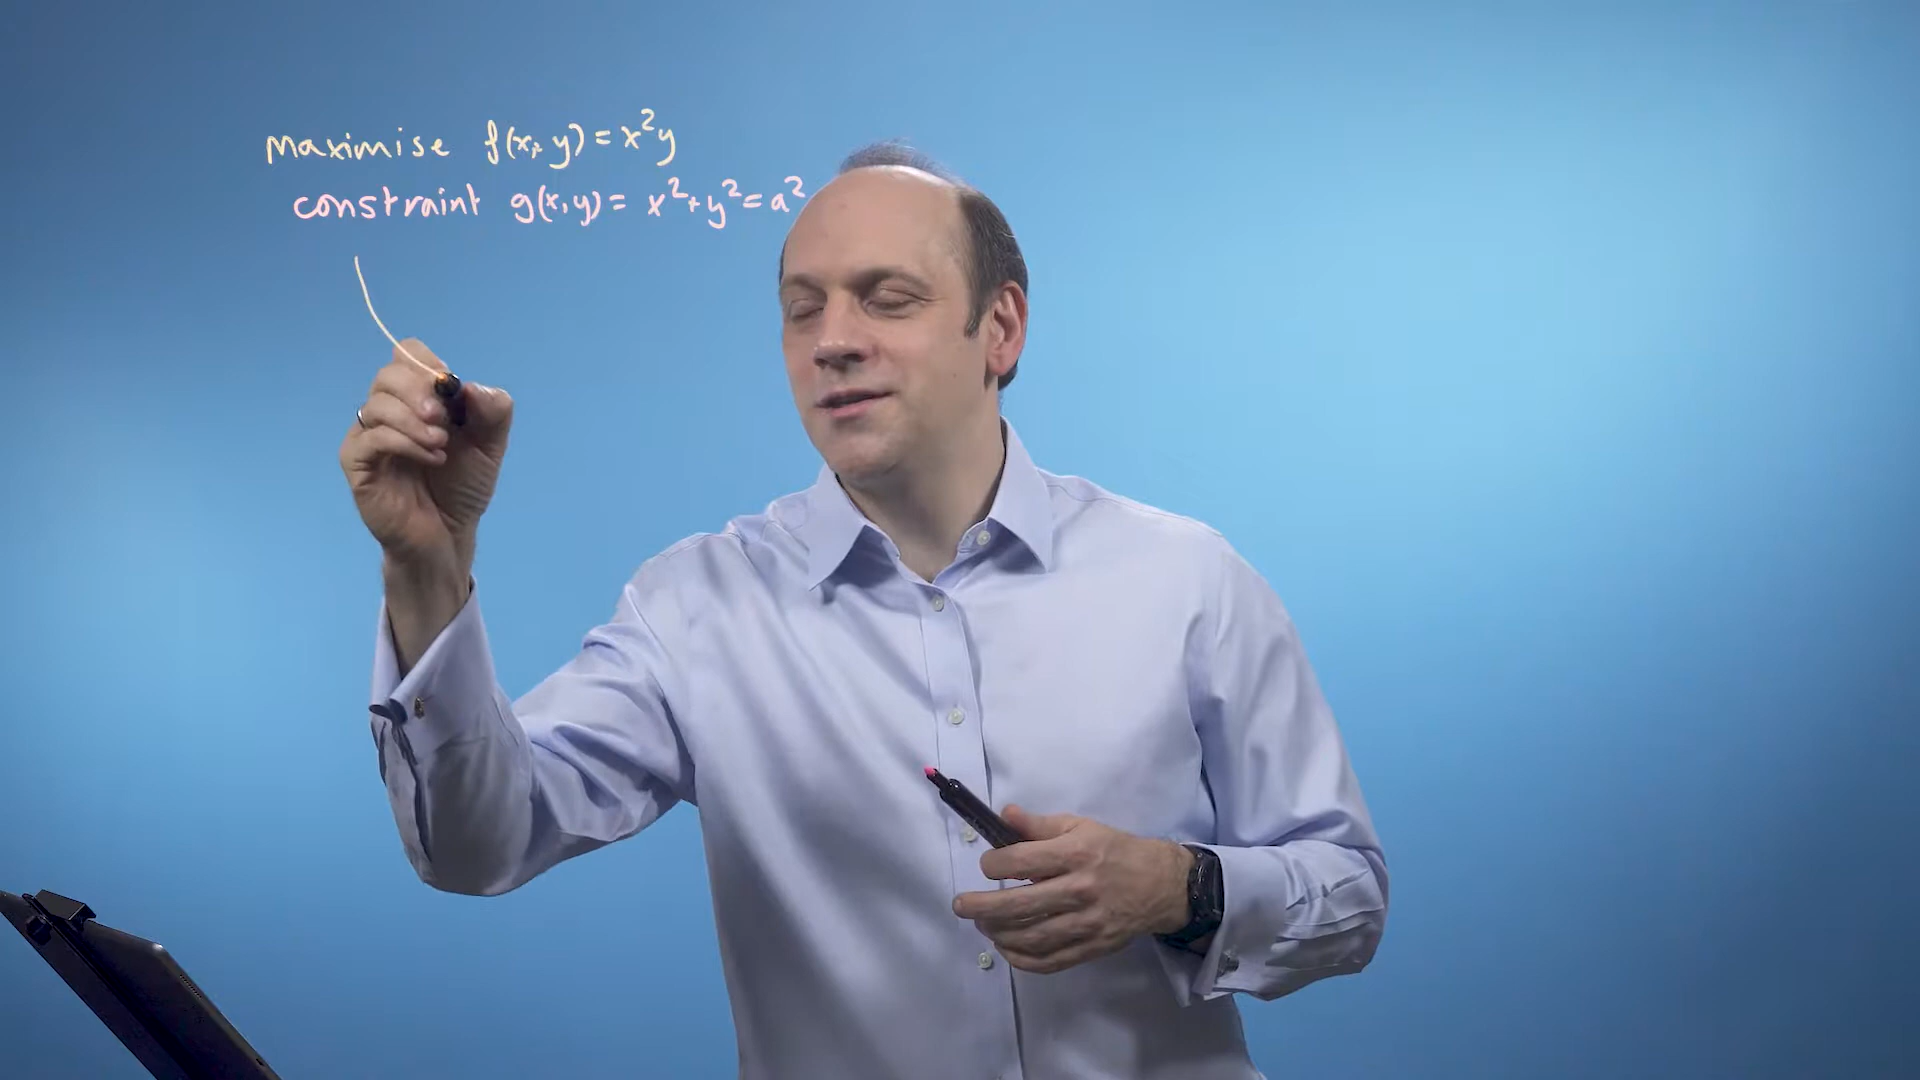 maximise f(x, y) = x²y
constraint g(x, y) = x² + y² = a²